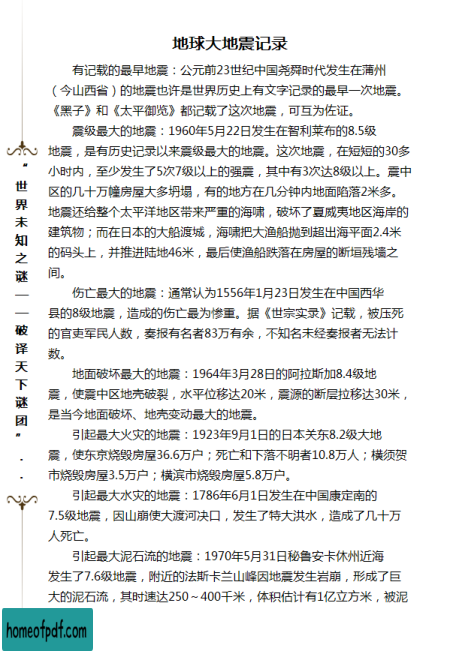 地球大地震记录
有记载的最早地震：公元前23世纪中国尧舜时代发生在蒲州
（今山西省）的地震也许是世界历史上有文字记录的最早一次地震。
《黑子》和《太平御览》都记载了这次地震，可互为佐证。
震级最大的地震：1960年5月22日发生在智利莱布的8.5级
地震，是有历史记录以来震级最大的地震。这次地震，在短短的30多
小时内，至少发生了5次7级以上的强震，其中有3次达8级以上。震中
区的几十万幢房屋大多坍塌，有的地方在几分钟内地面陷落2米多。
地震还给整个太平洋地区带来严重的海啸，破坏了夏威夷地区海岸的
建筑物；而在日本的大船渡城，海啸把大渔船抛到超出海平面2.4米
的码头上，并推进陆地46米，最后使渔船跌落在房屋的断垣残墙之
间。
伤亡最大的地震：通常认为1556年1月23日发生在中国西华
县的8级地震，造成的伤亡最为惨重。据《世宗实录》记载，被压死
的官吏军民人数，奏报有名者83万有余，不知名未经奏报者无法计
数。
地面破坏最大的地震：1964年3月28日的阿拉斯加8.4级地
震，使震中区地壳破裂，水平位移达20米，震源的断层拉移达30米，
是当今地面破坏、地壳变动最大的地震。
引起最大火灾的地震：1923年9月1日的日本关东8.2级大地
震，使东京烧毁房屋36.6万户；死亡和下落不明者10.8万人；横须贺
市烧毁房屋3.5万户；横滨市烧毁房屋5.8万户。
引起最大水灾的地震：1786年6月1日发生在中国康定南的
7.5级地震，因山崩使大渡河决口，发生了特大洪水，造成了几十万
人死亡。
引起最大泥石流的地震：1970年5月31日秘鲁安卡休州近海
发生了7.6级地震，附近的法斯卡兰山峰因地震发生岩崩，形成了巨
大的泥石流，其时速达250～400千米，体积估计有1亿立方米，被泥
“世界未知之谜——破译天下谜团”..
homeofpdf.com